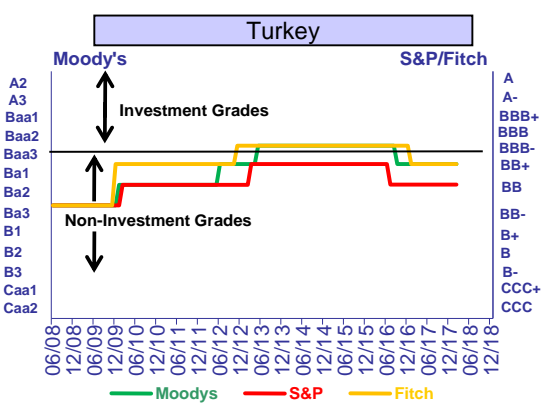 Turkey
Moody's S&P/Fitch
A2 A
A3 A-
Baa1 BBB+
Investment Grades
Baa2 BBB
Baa3 BBB-
Ba1 BB+
Ba2 BB
Ba3 BB-
Non-Investment Grades
B1 B+
B2 B
B3 B-
Caa1 CCC+
Caa2 CCC
06/08 12/08 06/09 12/09 06/10 12/10 06/11 12/11 06/12 12/12 06/13 12/13 06/14 12/14 06/15 12/15 06/16 12/16 06/17 12/17 06/18 12/18
Moodys S&P Fitch